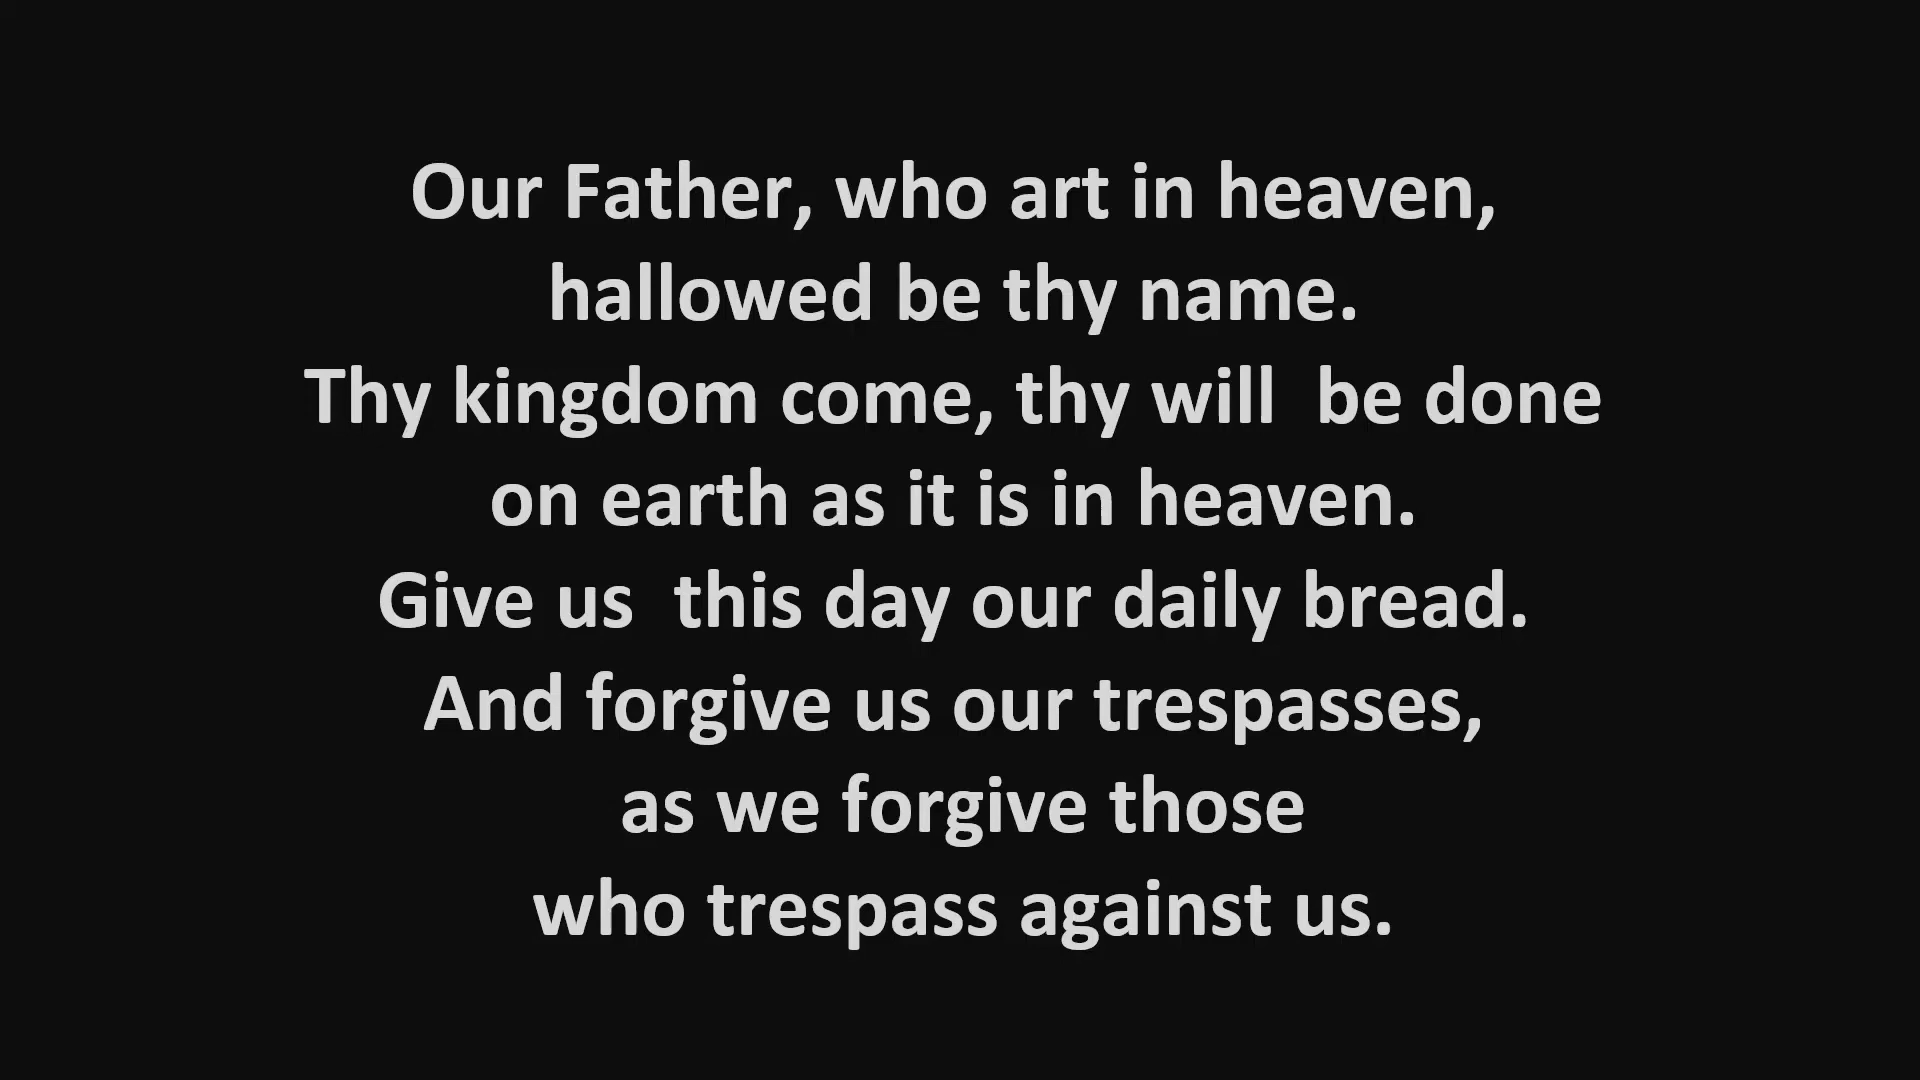 Our Father, who art in heaven,
hallowed be thy name.
Thy kingdom come, thy will  be done
on earth as it is in heaven.
Give us  this day our daily bread.
And forgive us our trespasses,
as we forgive those
who trespass against us.